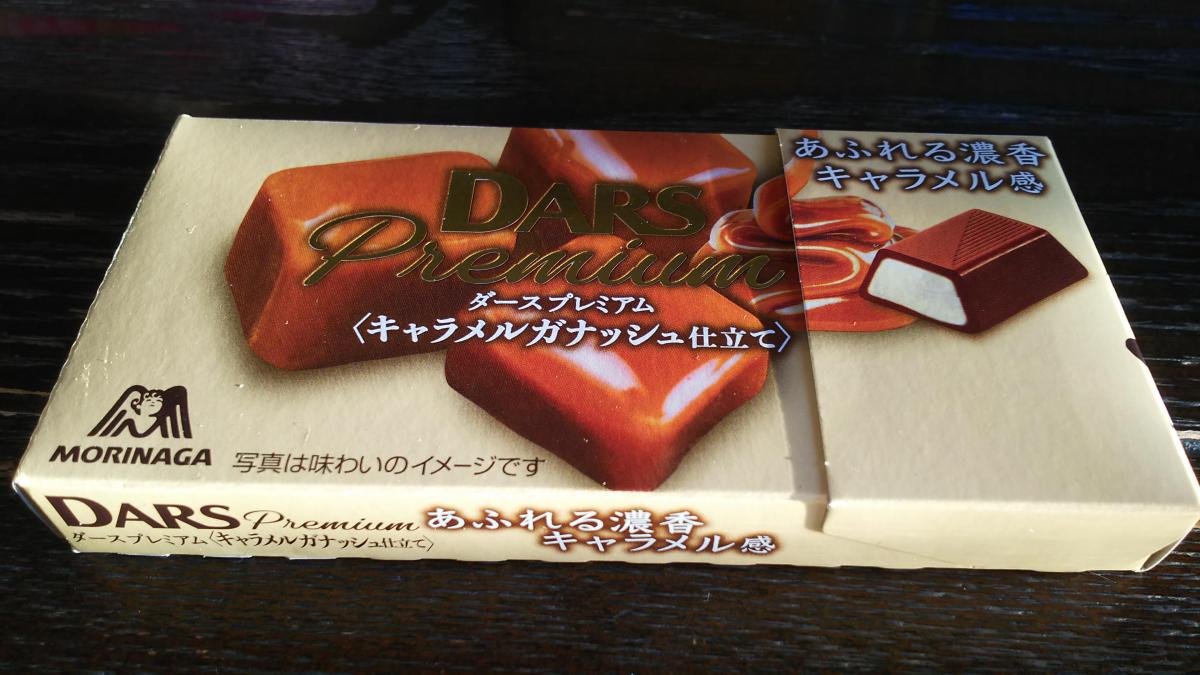 あふれる濃香
キャラメル感
DARS
Premium
ダースプレミアム
〈キャラメルガナッシュ仕立て〉
MORINAGA
写真は味わいのイメージです
DARS Premium
ダースプレミアム〈キャラメルガナッシュ仕立て〉
あふれる濃香
キャラメル感